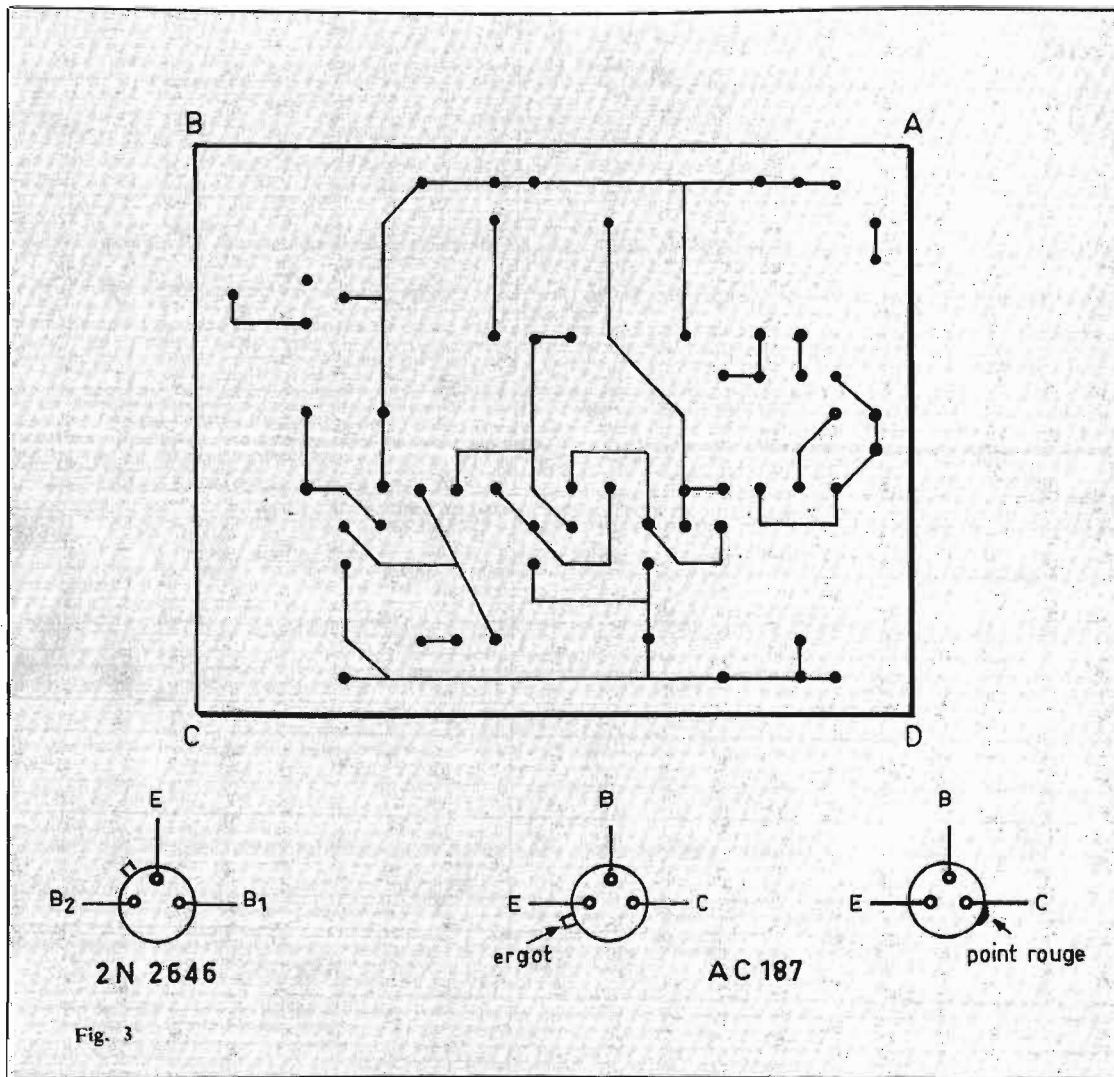 B A
C D
E B B
B2 B1 E C E C
ergot point rouge
2N 2646 AC 187
Fig. 3